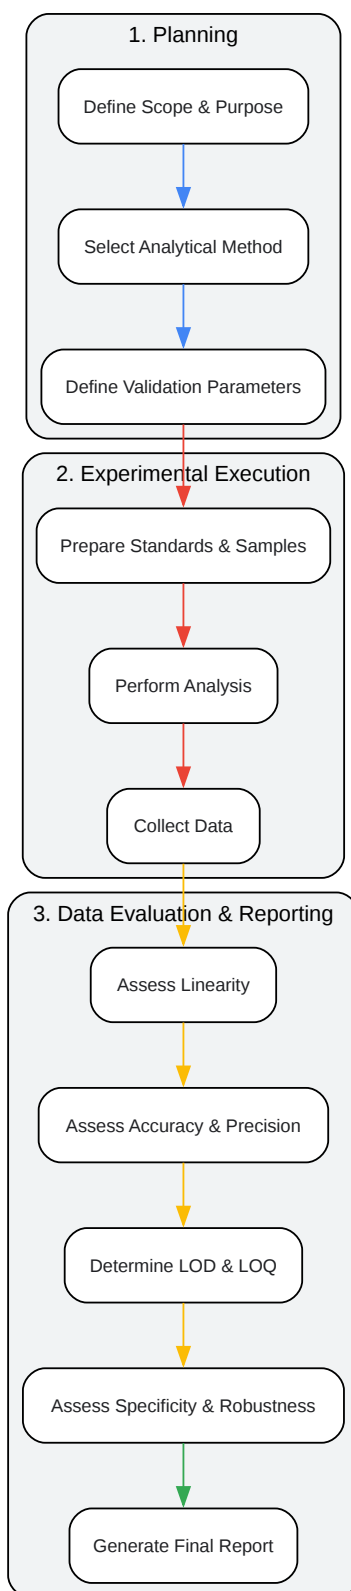 1. Planning
Define Scope & Purpose
Select Analytical Method
Define Validation Parameters
2. Experimental Execution
Prepare Standards & Samples
Perform Analysis
Collect Data
3. Data Evaluation & Reporting
Assess Linearity
Assess Accuracy & Precision
Determine LOD & LOQ
Assess Specificity & Robustness
Generate Final Report